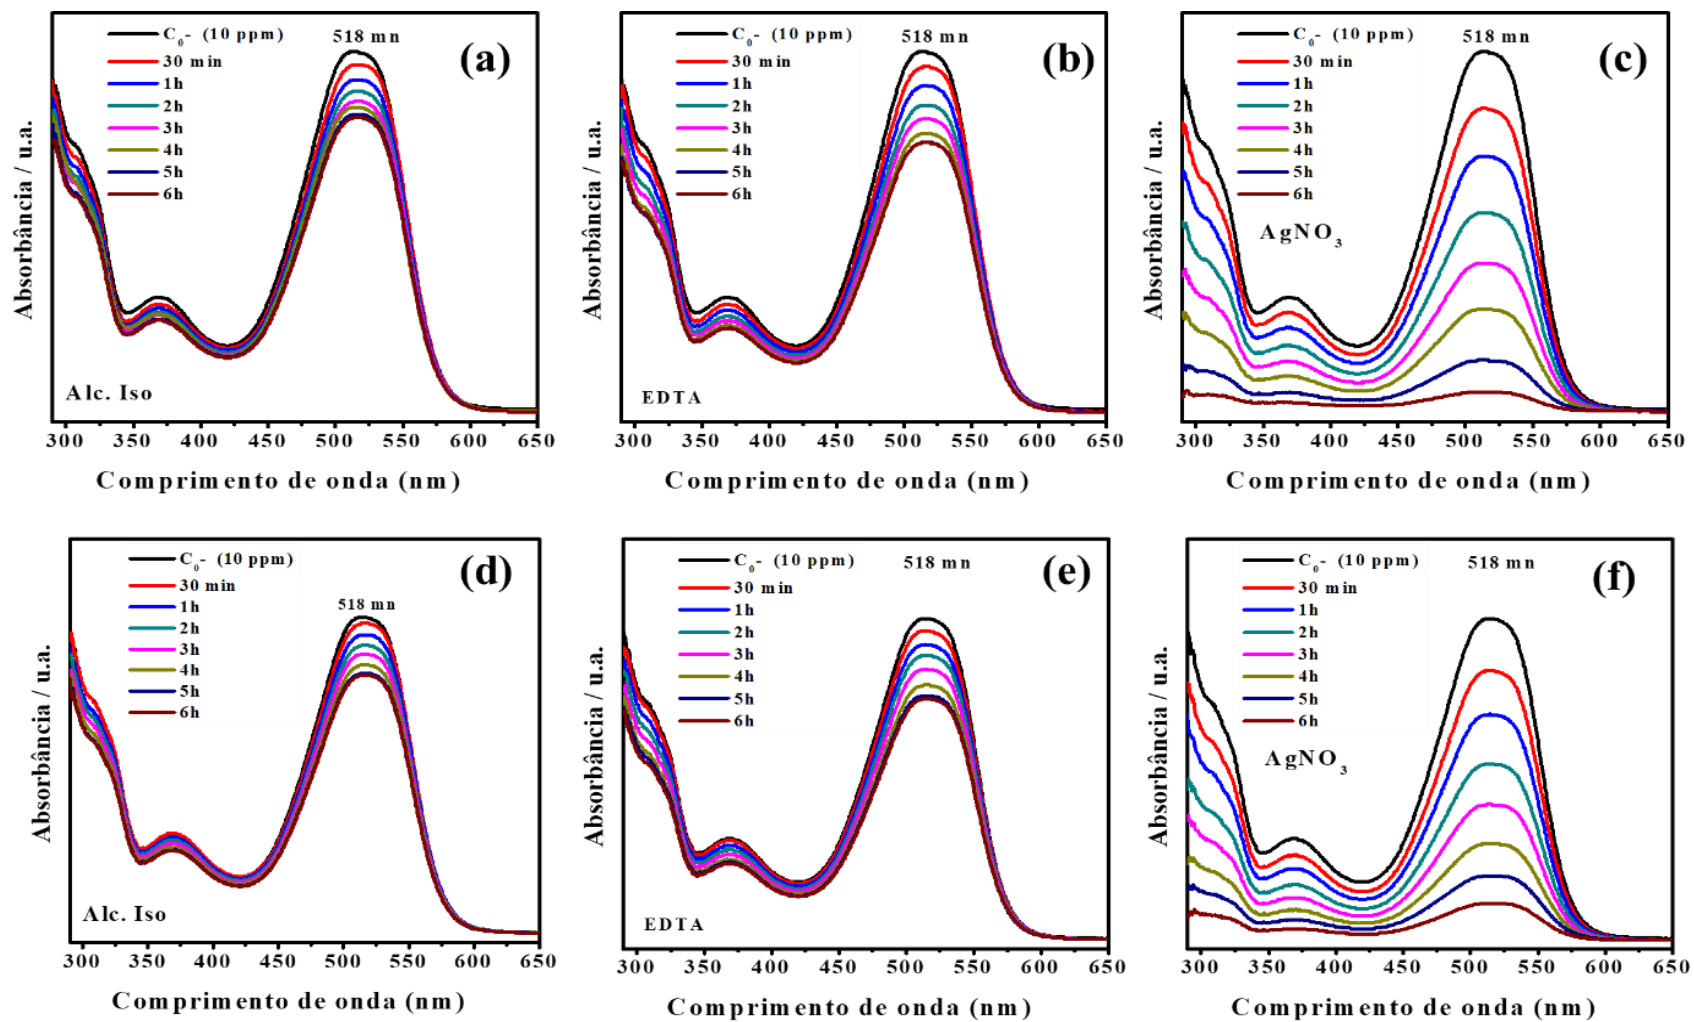 C0- (10 ppm)
30 min
1h
2h
3h
4h
5h
6h
518 mn
(a)
Absorbância / u.a.
Alc. Iso
300 350 400 450 500 550 600 650
Comprimento de onda (nm)
C0- (10 ppm)
30 min
1h
2h
3h
4h
5h
6h
518 mn
(b)
Absorbância / u.a.
EDTA
300 350 400 450 500 550 600 650
Comprimento de onda (nm)
C0- (10 ppm)
30 min
1h
2h
3h
4h
5h
6h
518 mn
(c)
Absorbância / u.a.
AgNO3
300 350 400 450 500 550 600 650
Comprimento de onda (nm)
C0- (10 ppm)
30 min
1h
2h
3h
4h
5h
6h
518 mn
(d)
Absorbância / u.a.
Alc. Iso
300 350 400 450 500 550 600 650
Comprimento de onda (nm)
C0- (10 ppm)
30 min
1h
2h
3h
4h
5h
6h
518 mn
(e)
Absorbância / u.a.
EDTA
300 350 400 450 500 550 600 650
Comprimento de onda (nm)
C0- (10 ppm)
30 min
1h
2h
3h
4h
5h
6h
518 mn
(f)
Absorbância / u.a.
AgNO3
300 350 400 450 500 550 600 650
Comprimento de onda (nm)